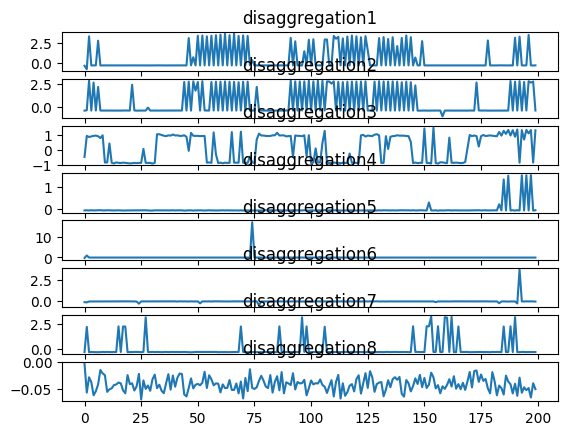 disaggregation1
2.5
0.0
disaggregation2
2.5
0.0
disaggregation3
1
0
−1
disaggregation4
1
0
disaggregation5
10
0
disaggregation6
2.5
0.0
disaggregation7
2.5
0.0
disaggregation8
0.00
−0.05
0 25 50 75 100 125 150 175 200